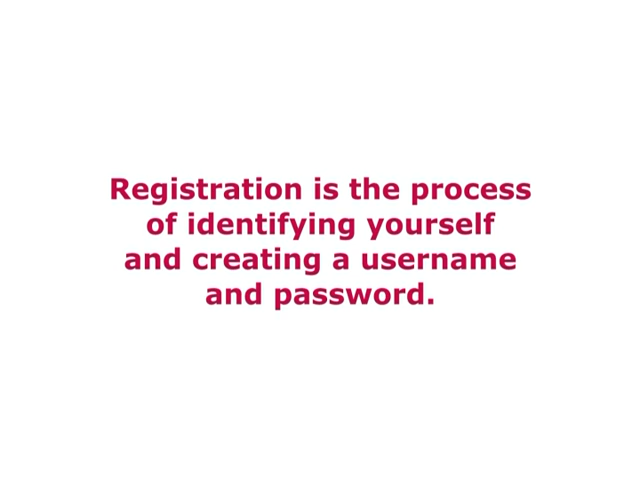 Registration is the process
of identifying yourself
and creating a username
and password.